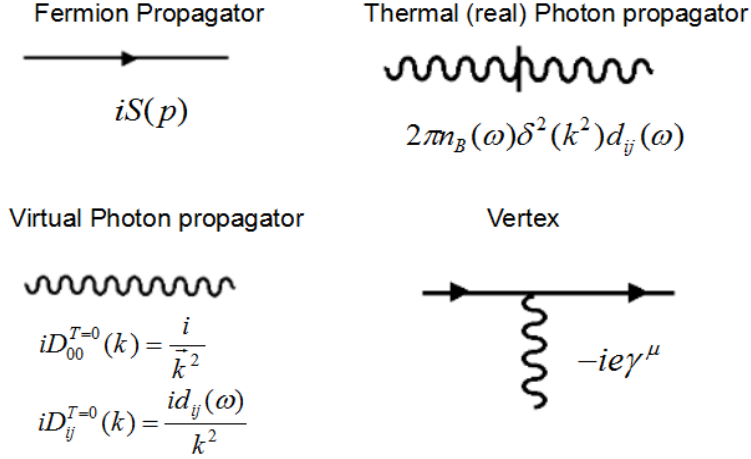 Fermion Propagator
iS(p)
Thermal (real) Photon propagator
2πn_B(ω)δ²(k²)d_ij(ω)
Virtual Photon propagator
iD_00^{T=0}(k) = i / k⃗²
iD_ij^{T=0}(k) = id_ij(ω) / k²
Vertex
−ieγ^μ